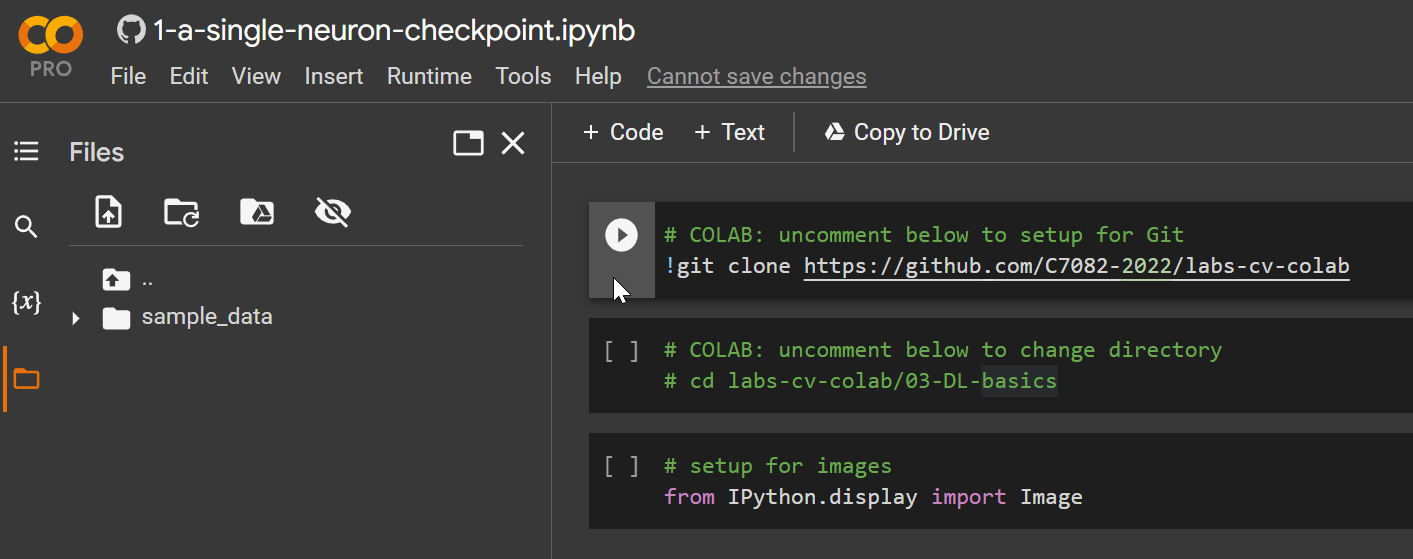 CO
PRO
1-a-single-neuron-checkpoint.ipynb
File Edit View Insert Runtime Tools Help Cannot save changes
Files
+ Code + Text Copy to Drive
..
sample_data
{x}
# COLAB: uncomment below to setup for Git
!git clone https://github.com/C7082-2022/labs-cv-colab
[ ] # COLAB: uncomment below to change directory
# cd labs-cv-colab/03-DL-basics
[ ] # setup for images
from IPython.display import Image